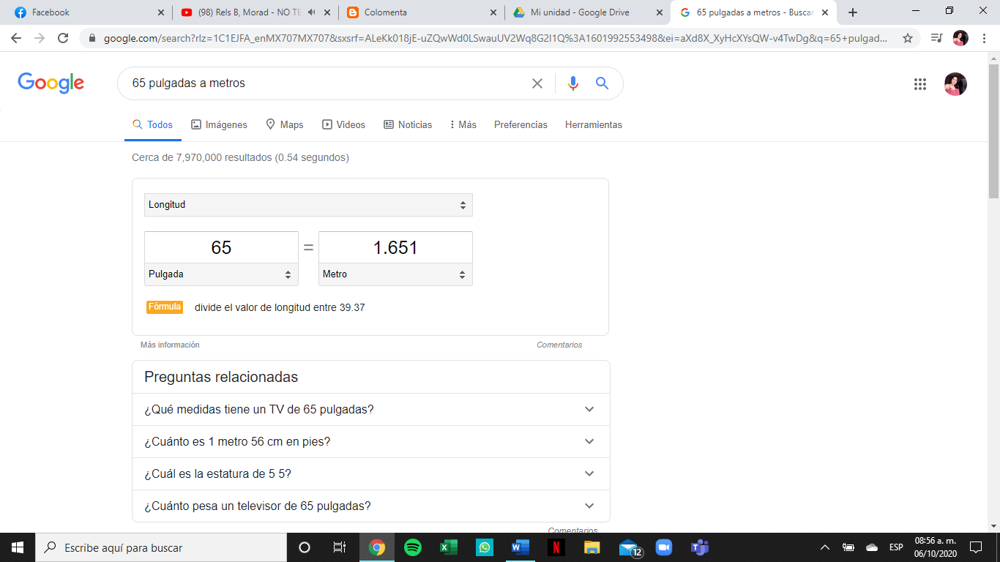 Facebook
(98) Rels B, Morad - NO TE
Colomenta
Mi unidad - Google Drive
65 pulgadas a metros - Buscar
google.com/search?rlz=1C1EJFA_enMX707MX707&sxsrf=ALeKk018jE-uZQwWd0LSwauUV2Wq8G2I1Q%3A1601992553498&ei=aXd8X_XyHcXYsQW-v4TwDg&q=65+pulgad...
Google
65 pulgadas a metros
Todos
Imágenes
Maps
Videos
Noticias
Más
Preferencias
Herramientas
Cerca de 7,970,000 resultados (0.54 segundos)
Longitud
65 = 1.651
Pulgada
Metro
Fórmula divide el valor de longitud entre 39.37
Más información
Comentarios
Preguntas relacionadas
¿Qué medidas tiene un TV de 65 pulgadas?
¿Cuánto es 1 metro 56 cm en pies?
¿Cuál es la estatura de 5 5?
¿Cuánto pesa un televisor de 65 pulgadas?
Comentarios
Escribe aquí para buscar
12
ESP
08:56 a. m.
06/10/2020